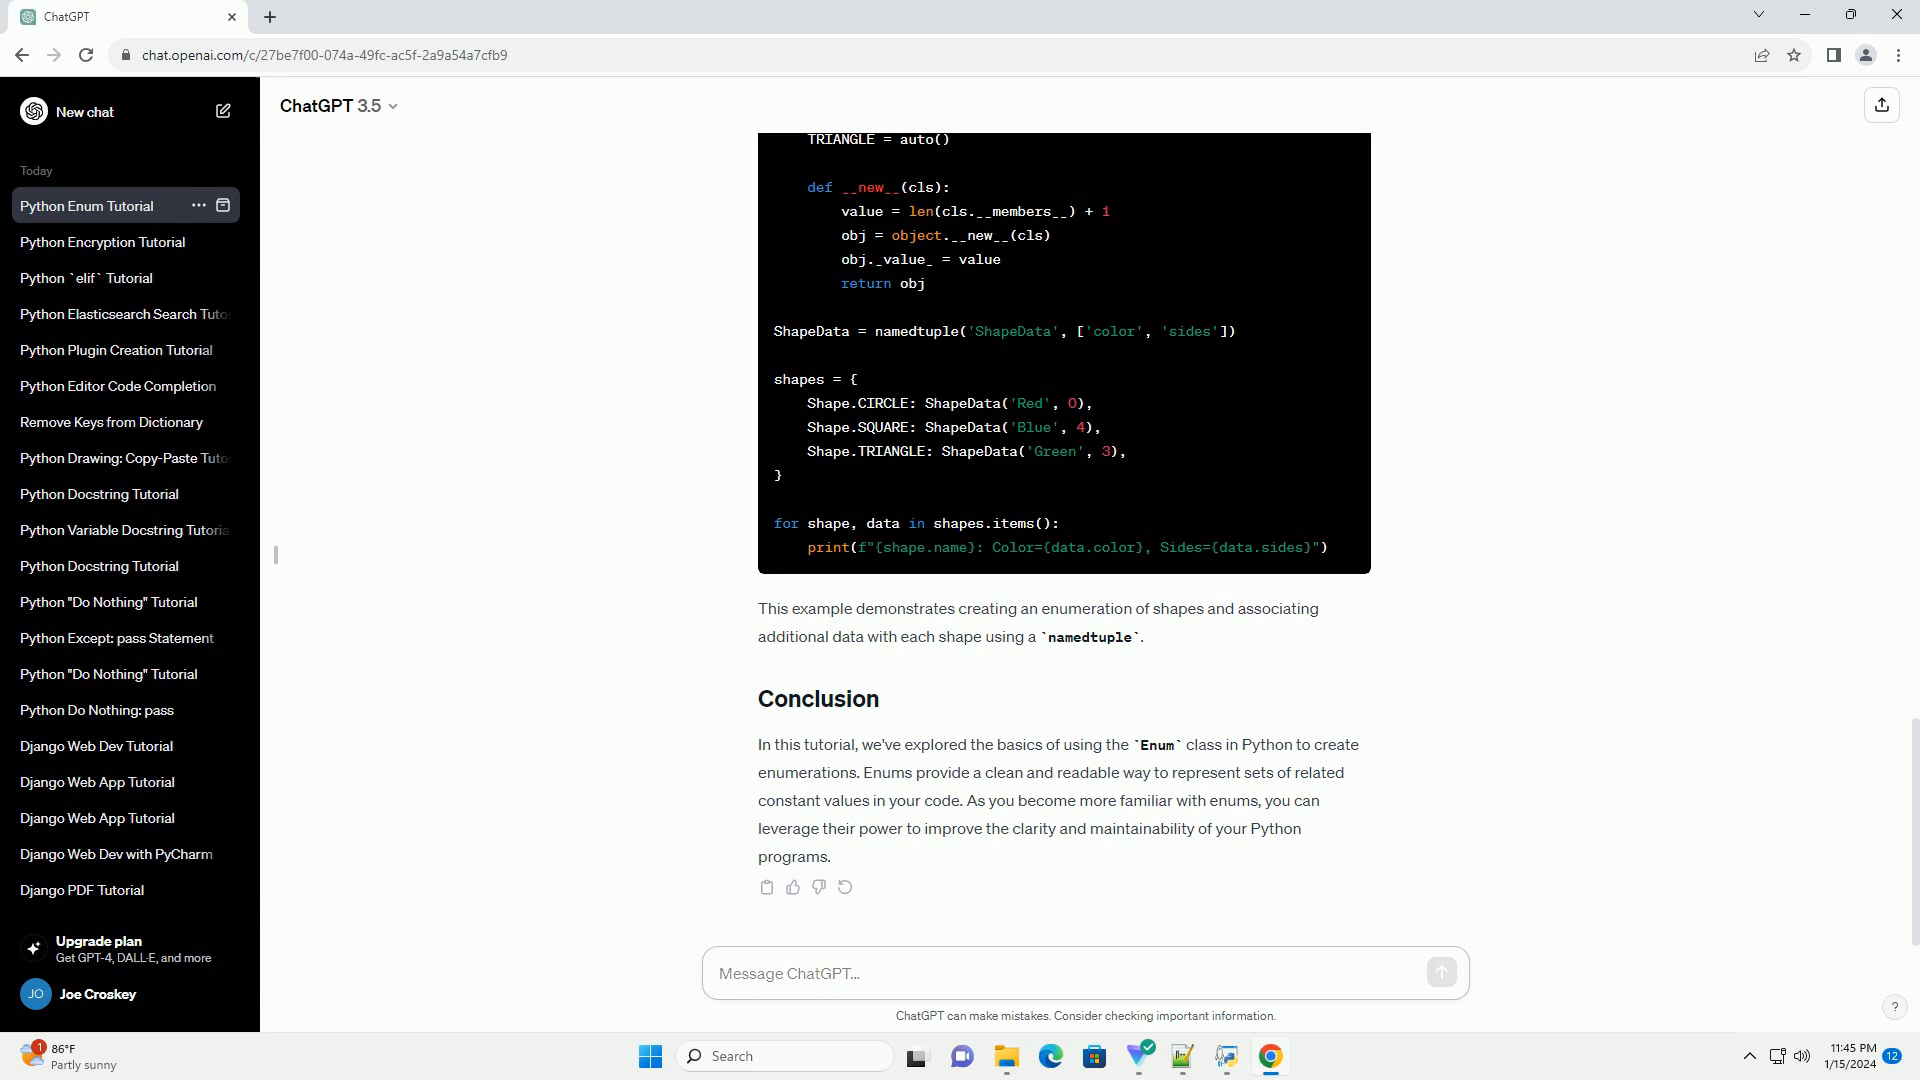 ChatGPT
chat.openai.com/c/27be7f00-074a-49fc-ac5f-2a9a54a7cfb9
New chat
Today
Python Enum Tutorial
Python Encryption Tutorial
Python `elif` Tutorial
Python Elasticsearch Search Tuto
Python Plugin Creation Tutorial
Python Editor Code Completion
Remove Keys from Dictionary
Python Drawing: Copy-Paste Tuto
Python Docstring Tutorial
Python Variable Docstring Tutoria
Python Docstring Tutorial
Python "Do Nothing" Tutorial
Python Except: pass Statement
Python "Do Nothing" Tutorial
Python Do Nothing: pass
Django Web Dev Tutorial
Django Web App Tutorial
Django Web App Tutorial
Django Web Dev with PyCharm
Django PDF Tutorial
Upgrade plan
Get GPT-4, DALL·E, and more
JO Joe Croskey
ChatGPT 3.5
TRIANGLE = auto()
def __new__(cls):
value = len(cls.__members__) + 1
obj = object.__new__(cls)
obj._value_ = value
return obj
ShapeData = namedtuple('ShapeData', ['color', 'sides'])
shapes = {
Shape.CIRCLE: ShapeData('Red', 0),
Shape.SQUARE: ShapeData('Blue', 4),
Shape.TRIANGLE: ShapeData('Green', 3),
}
for shape, data in shapes.items():
print(f"{shape.name}: Color={data.color}, Sides={data.sides}")
This example demonstrates creating an enumeration of shapes and associating
additional data with each shape using a `namedtuple`.
Conclusion
In this tutorial, we've explored the basics of using the `Enum` class in Python to create
enumerations. Enums provide a clean and readable way to represent sets of related
constant values in your code. As you become more familiar with enums, you can
leverage their power to improve the clarity and maintainability of your Python
programs.
Message ChatGPT...
ChatGPT can make mistakes. Consider checking important information.
?
1
86°F
Partly sunny
Search
11:45 PM
1/15/2024
12